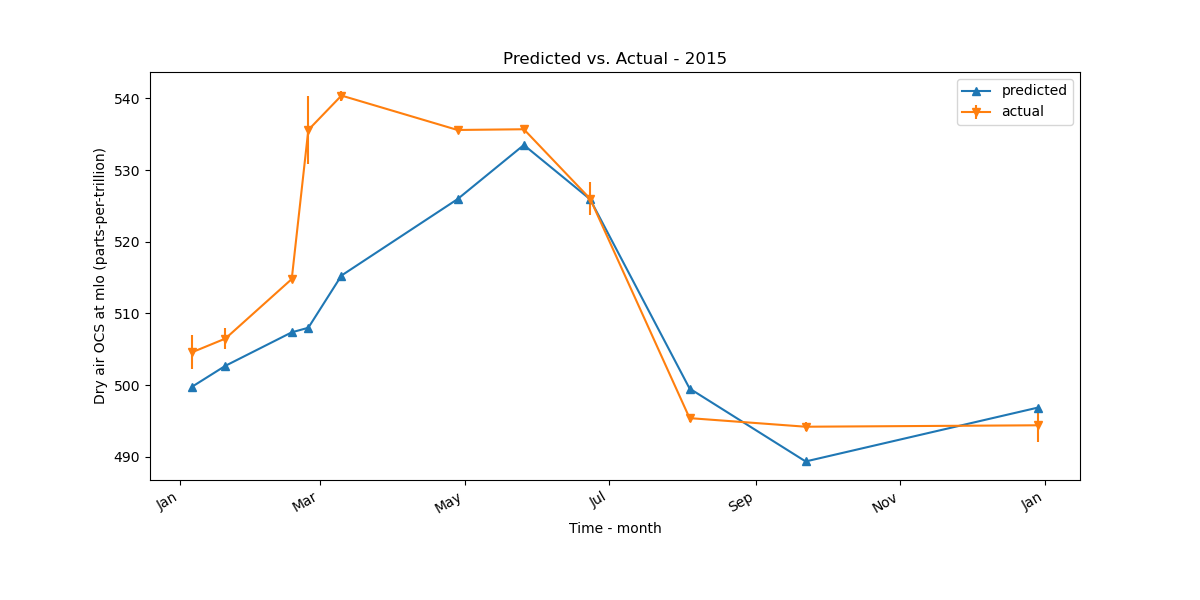 Predicted vs. Actual - 2015
predicted
actual
Dry air OCS at mlo (parts-per-trillion)
540
530
520
510
500
490
Jan
Mar
May
Jul
Sep
Nov
Jan
Time - month